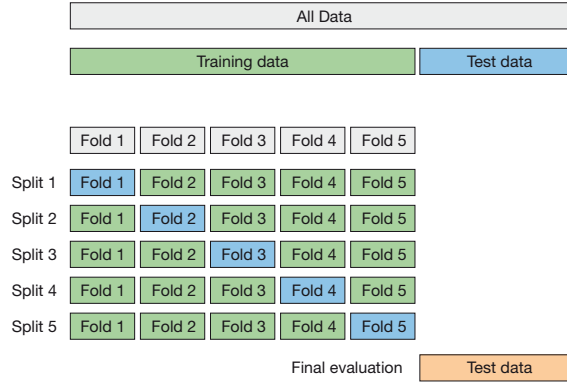 All Data
Training data Test data
Fold 1 Fold 2 Fold 3 Fold 4 Fold 5
Split 1 Fold 1 Fold 2 Fold 3 Fold 4 Fold 5
Split 2 Fold 1 Fold 2 Fold 3 Fold 4 Fold 5
Split 3 Fold 1 Fold 2 Fold 3 Fold 4 Fold 5
Split 4 Fold 1 Fold 2 Fold 3 Fold 4 Fold 5
Split 5 Fold 1 Fold 2 Fold 3 Fold 4 Fold 5
Final evaluation Test data